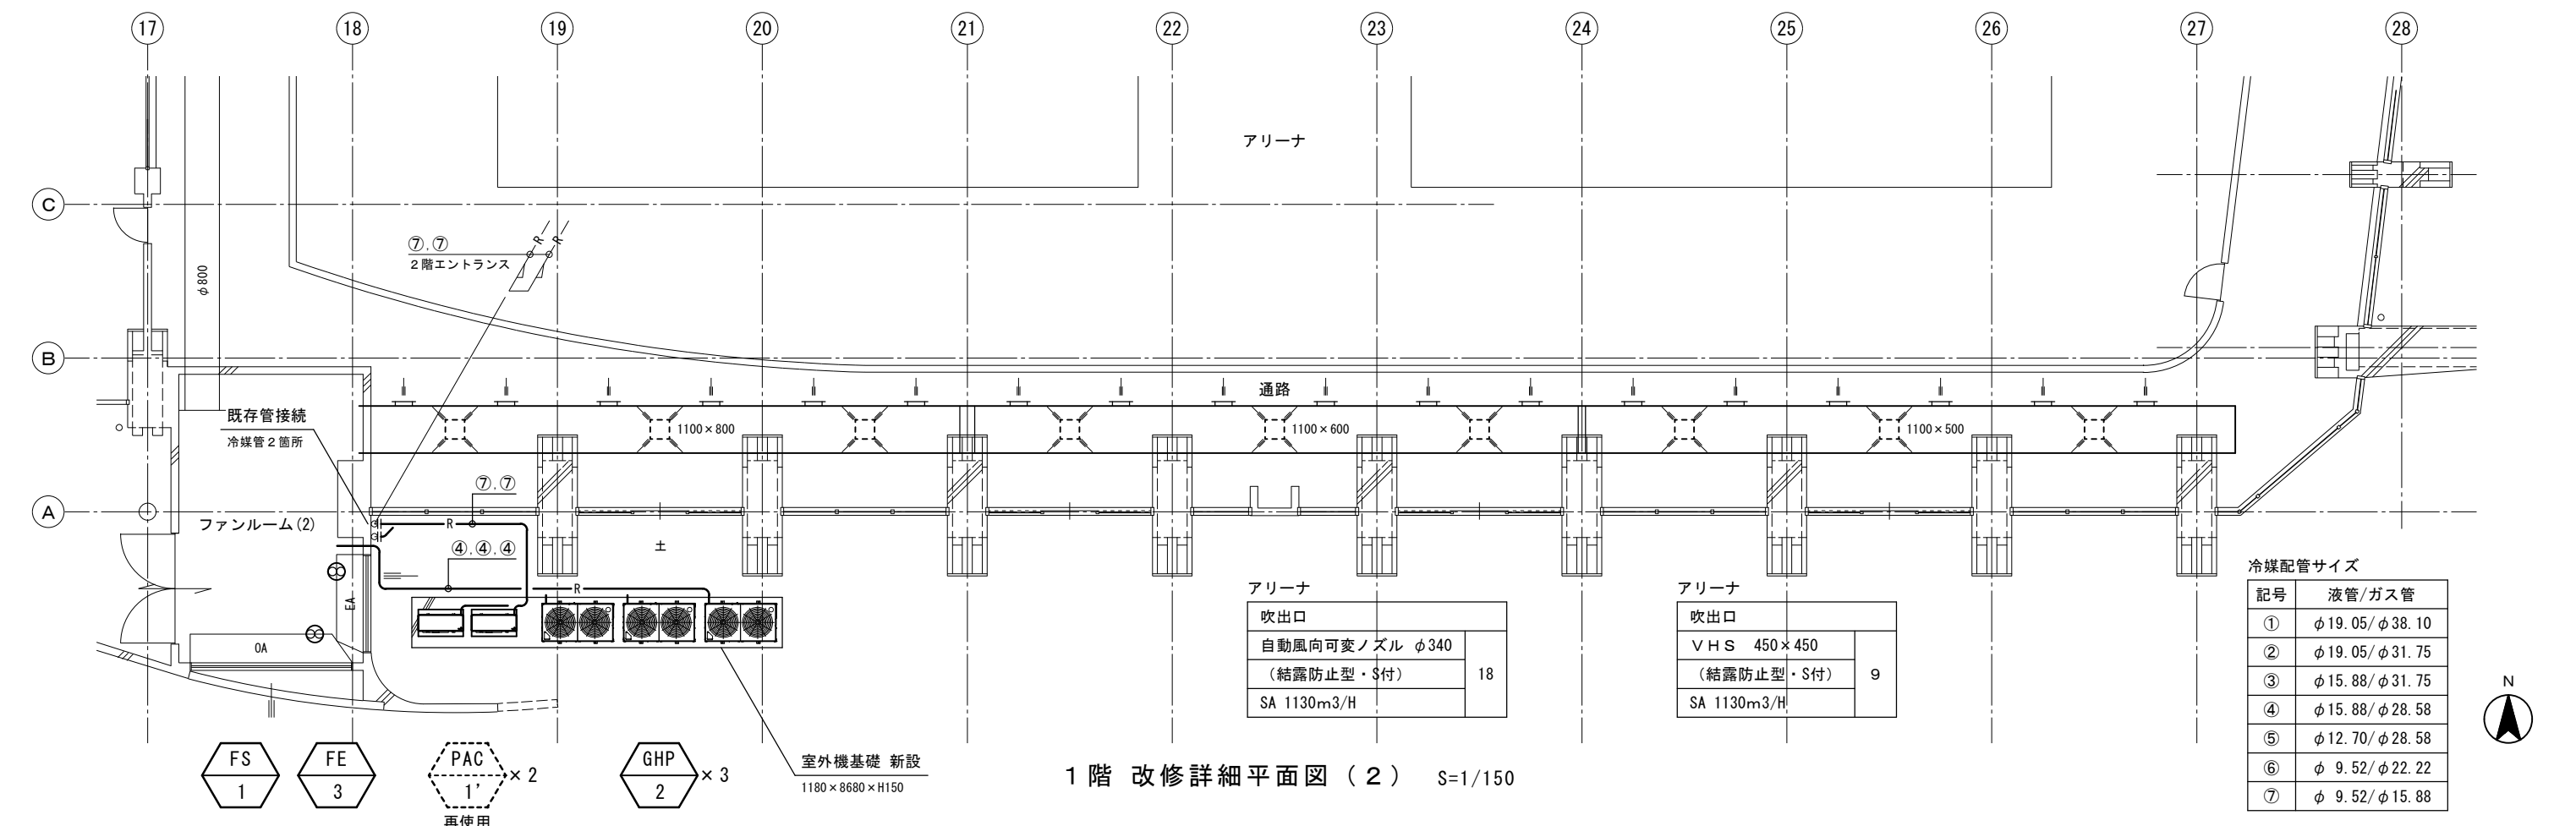 17 18 19 20 21 22 23 24 25 26 27 28
アリーナ
C
⑦.⑦
R R
2階エントランス
φ800
B
通路
既存管接続
冷媒管2箇所
1100×800
1100×600
1100×500
⑦.⑦
A
ファンルーム(2)
R
④.④.④
土
R
EA
OA
アリーナ
吹出口
自動風向可変ノズル φ340
(結露防止型・S付)
18
SA 1130m3/H
アリーナ
吹出口
VHS 450×450
(結露防止型・S付)
9
SA 1130m3/H
冷媒配管サイズ
記号 液管/ガス管
① φ19.05/φ38.10
② φ19.05/φ31.75
③ φ15.88/φ31.75
④ φ15.88/φ28.58
⑤ φ12.70/φ28.58
⑥ φ 9.52/φ22.22
⑦ φ 9.52/φ15.88
N
FS
1
FE
3
PAC
1'
×2
再使用
GHP
2
×3
室外機基礎 新設
1180×8680×H150
1階 改修詳細平面図(2) S=1/150